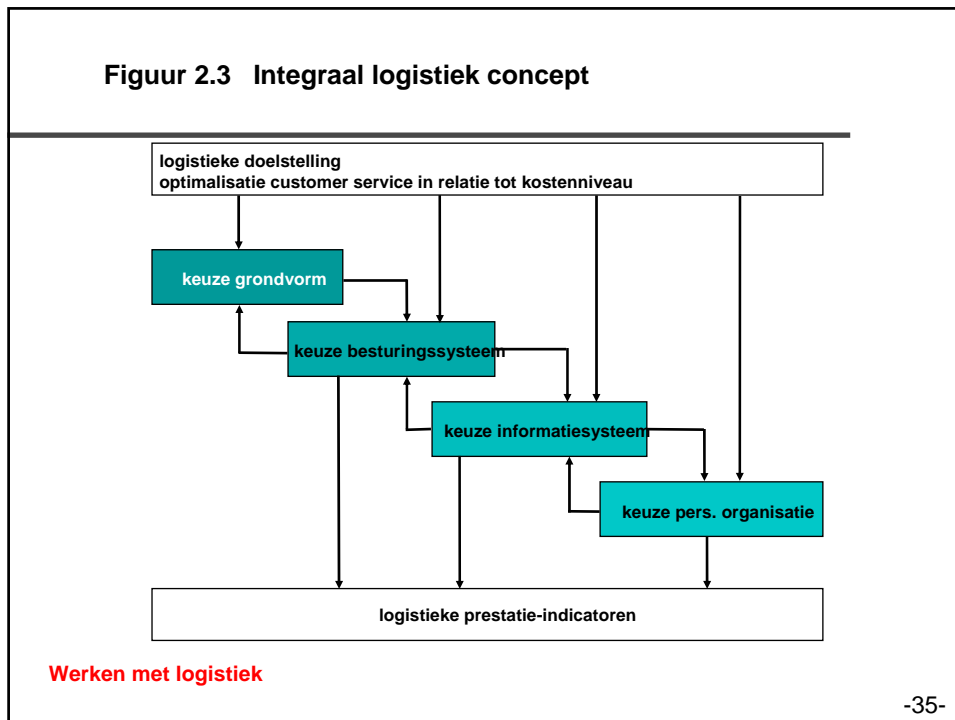 Figuur 2.3 Integraal logistiek concept
logistieke doelstelling
optimalisatie customer service in relatie tot kostenniveau
keuze grondvorm
keuze besturingssysteem
keuze informatiesysteem
keuze pers. organisatie
logistieke prestatie-indicatoren
Werken met logistiek
-35-